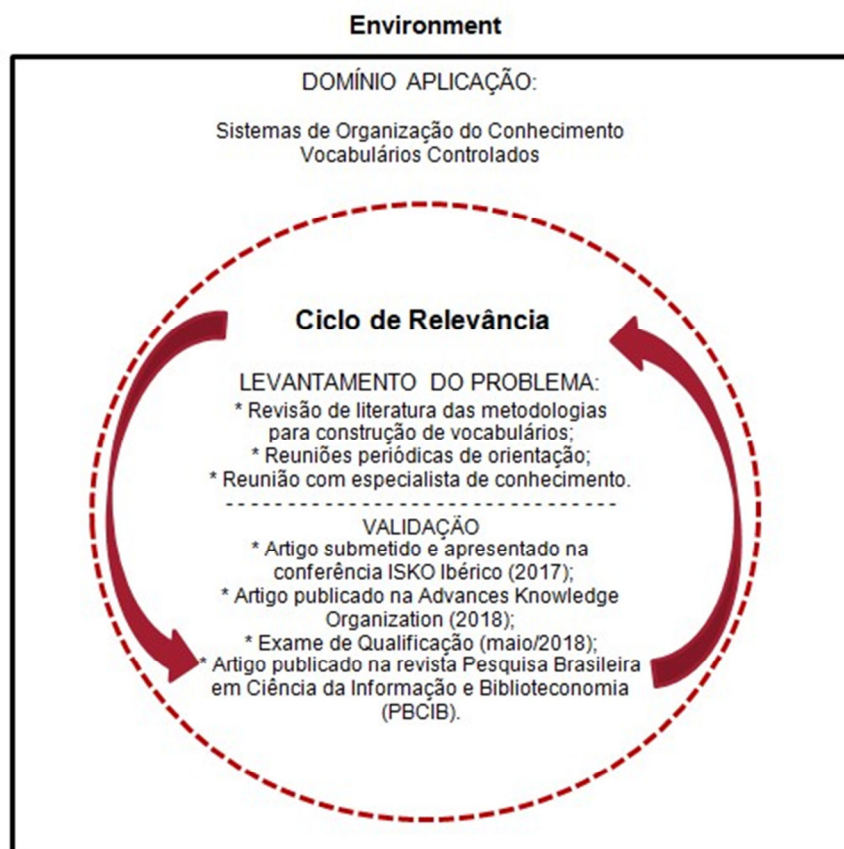 Environment
DOMÍNIO APLICAÇÃO:
Sistemas de Organização do Conhecimento
Vocabulários Controlados
Ciclo de Relevância
LEVANTAMENTO DO PROBLEMA:
* Revisão de literatura das metodologias
para construção de vocabulários;
* Reuniões periódicas de orientação;
* Reunião com especialista de conhecimento.
VALIDAÇÃO
* Artigo submetido e apresentado na
conferência ISKO Ibérico (2017);
* Artigo publicado na Advances Knowledge
Organization (2018);
* Exame de Qualificação (maio/2018);
* Artigo publicado na revista Pesquisa Brasileira
em Ciência da Informação e Biblioteconomia
(PBCIB).